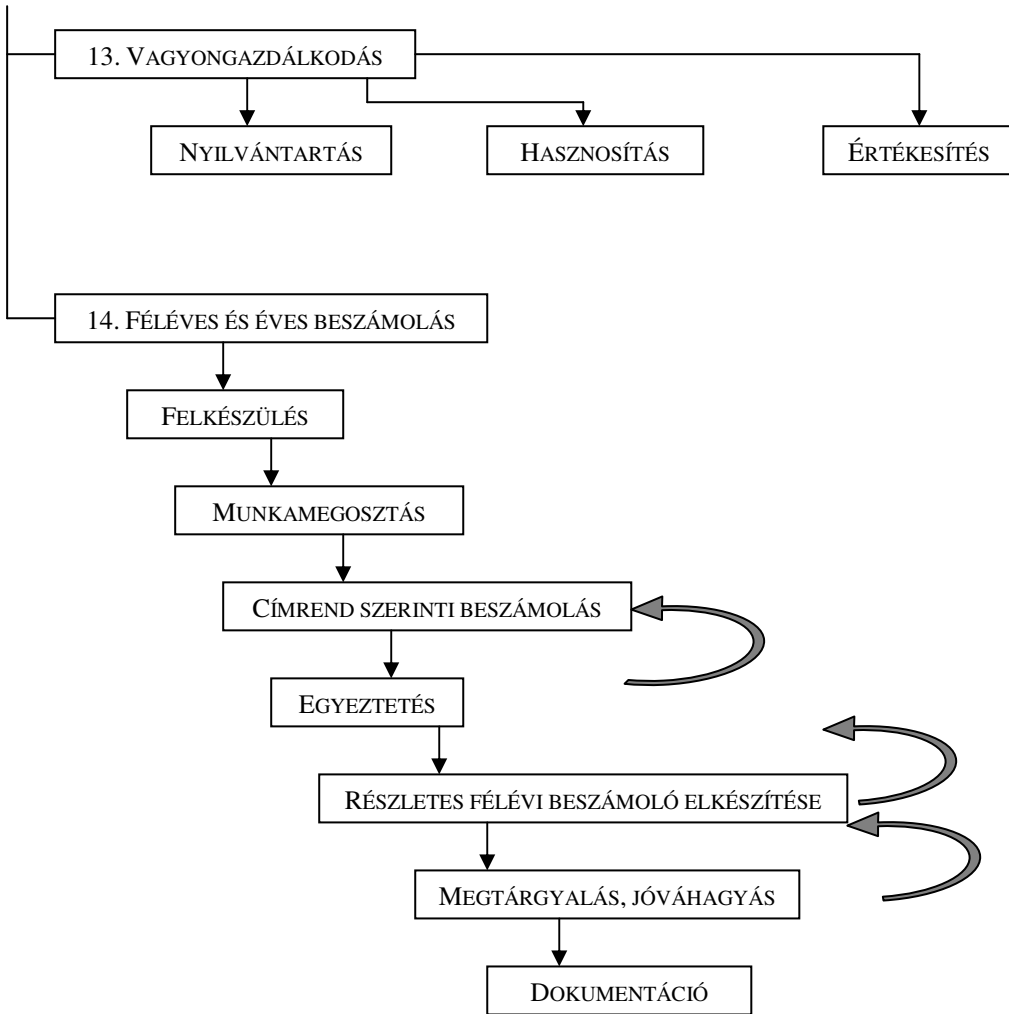 13. VAGYONGAZDÁLKODÁS
NYILVÁNTARTÁS
HASZNOSÍTÁS
ÉRTÉKESÍTÉS
14. FÉLÉVES ÉS ÉVES BESZÁMOLÁS
FELKÉSZÜLÉS
MUNKAMEGOSZTÁS
CÍMREND SZERINTI BESZÁMOLÁS
EGYEZTETÉS
RÉSZLETES FÉLÉVI BESZÁMOLÓ ELKÉSZÍTÉSE
MEGTÁRGYALÁS, JÓVÁHAGYÁS
DOKUMENTÁCIÓ